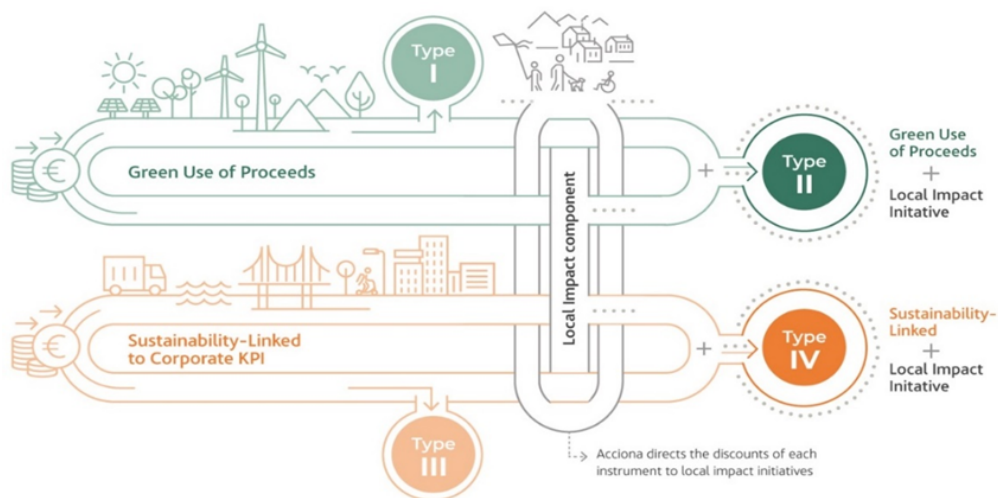 Type
I
€
Green Use of Proceeds
+
Type
II
Green Use
of Proceeds
+
Local Impact
Initative
Local Impact component
€
Sustainability-Linked
to Corporate KPI
+
Type
IV
Sustainability-
Linked
+
Local Impact
Initative
Type
III
Acciona directs the discounts of each
instrument to local impact initiatives